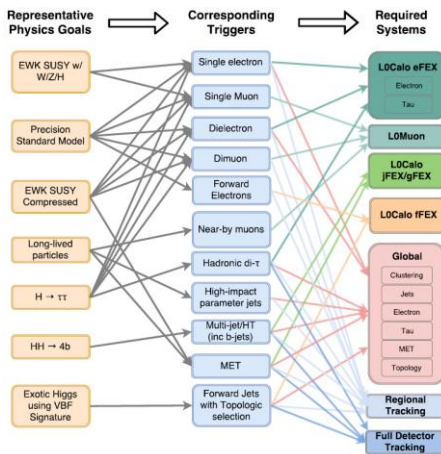 Representative
Physics Goals
Corresponding
Triggers
Required
Systems
EWK SUSY w/
W/Z/H
Precision
Standard Model
EWK SUSY
Compressed
Long-lived
particles
H → ττ
HH → 4b
Exotic Higgs
using VBF
Signature
Single electron
Single Muon
Dielectron
Dimuon
Forward
Electrons
Near-by muons
Hadronic di-τ
High-impact
parameter jets
Multi-jet/HT
(inc b-jets)
MET
Forward Jets
with Topologic
selection
L0Calo eFEX
Electron
Tau
L0Muon
L0Calo
jFEX/gFEX
L0Calo fFEX
Global
Clustering
Jets
Electron
Tau
MET
Topology
Regional
Tracking
Full Detector
Tracking